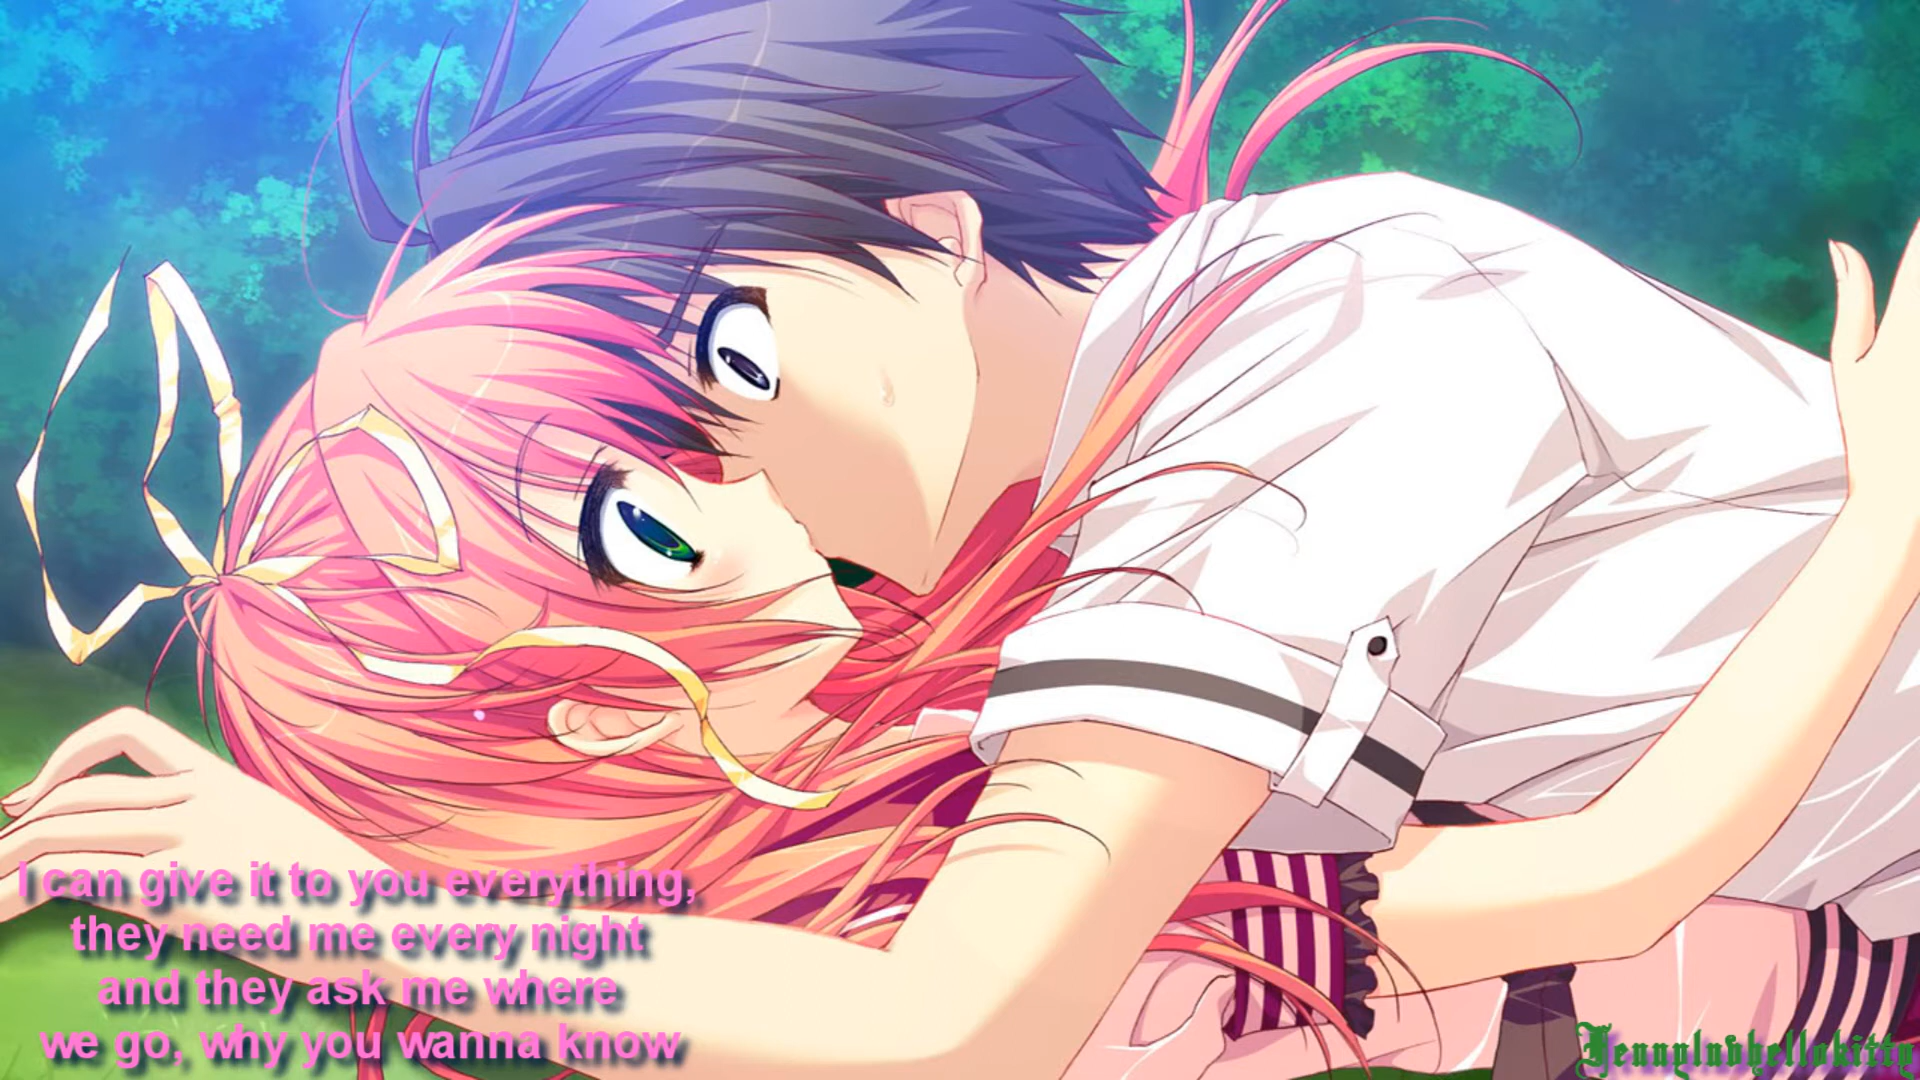 I can give it to you everything,
they need me every night
and they ask me where
we go, why you wanna know
Jennyluvhellokitty